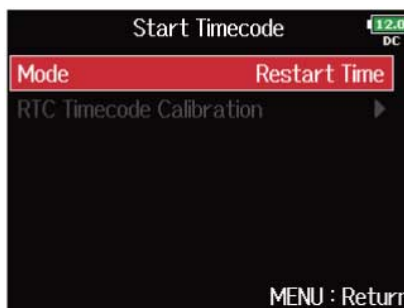 Start Timecode
12.0
DC
Mode Restart Time
RTC Timecode Calibration
MENU : Return